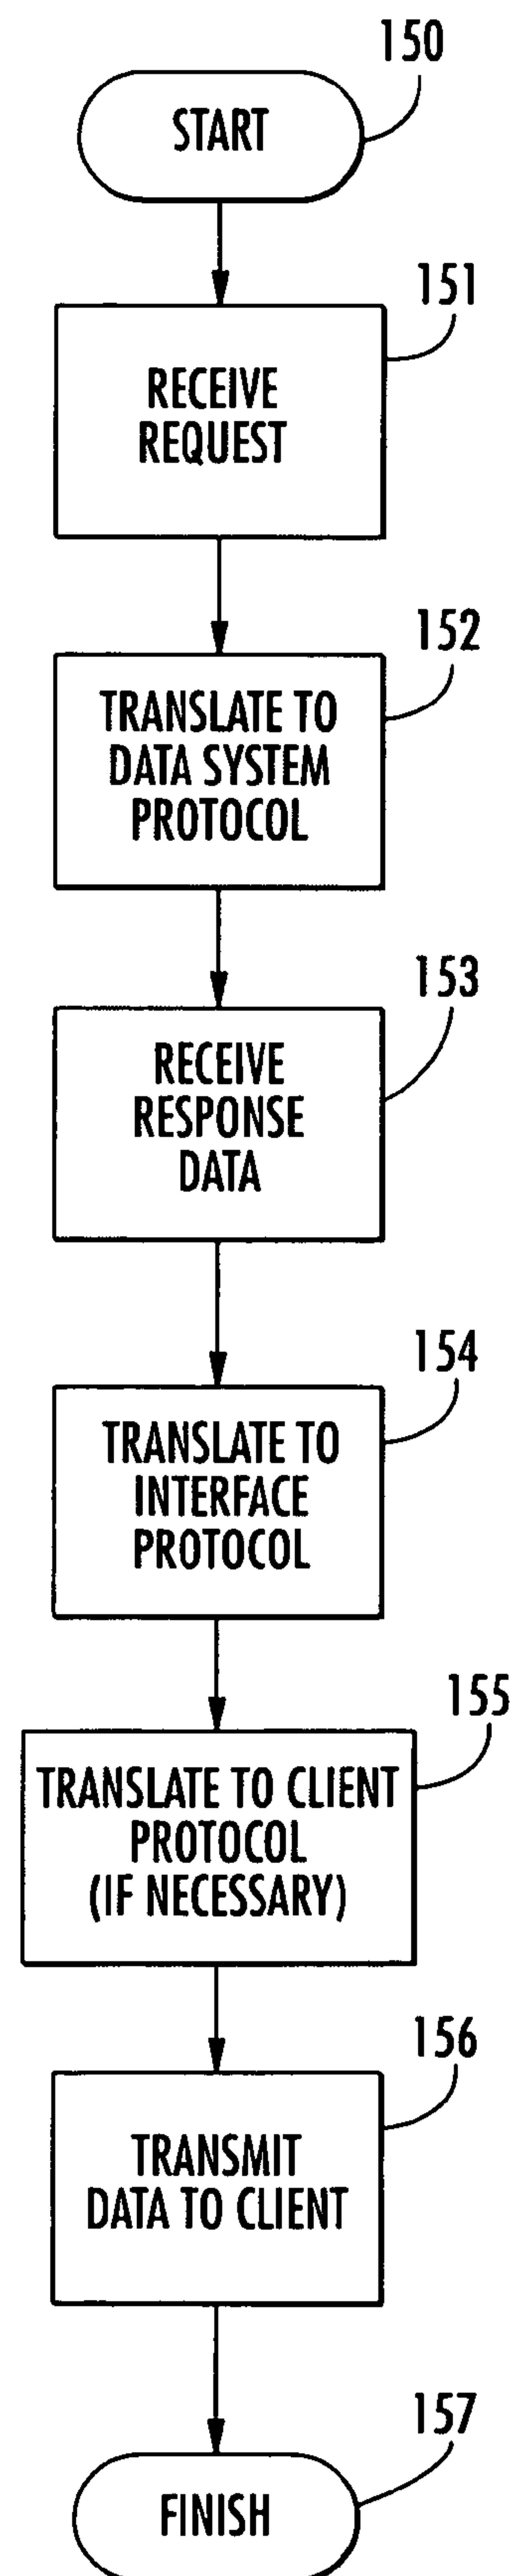 150
START
151
RECEIVE
REQUEST
152
TRANSLATE TO
DATA SYSTEM
PROTOCOL
153
RECEIVE
RESPONSE
DATA
154
TRANSLATE TO
INTERFACE
PROTOCOL
155
TRANSLATE TO CLIENT
PROTOCOL
(IF NECESSARY)
156
TRANSMIT
DATA TO CLIENT
157
FINISH